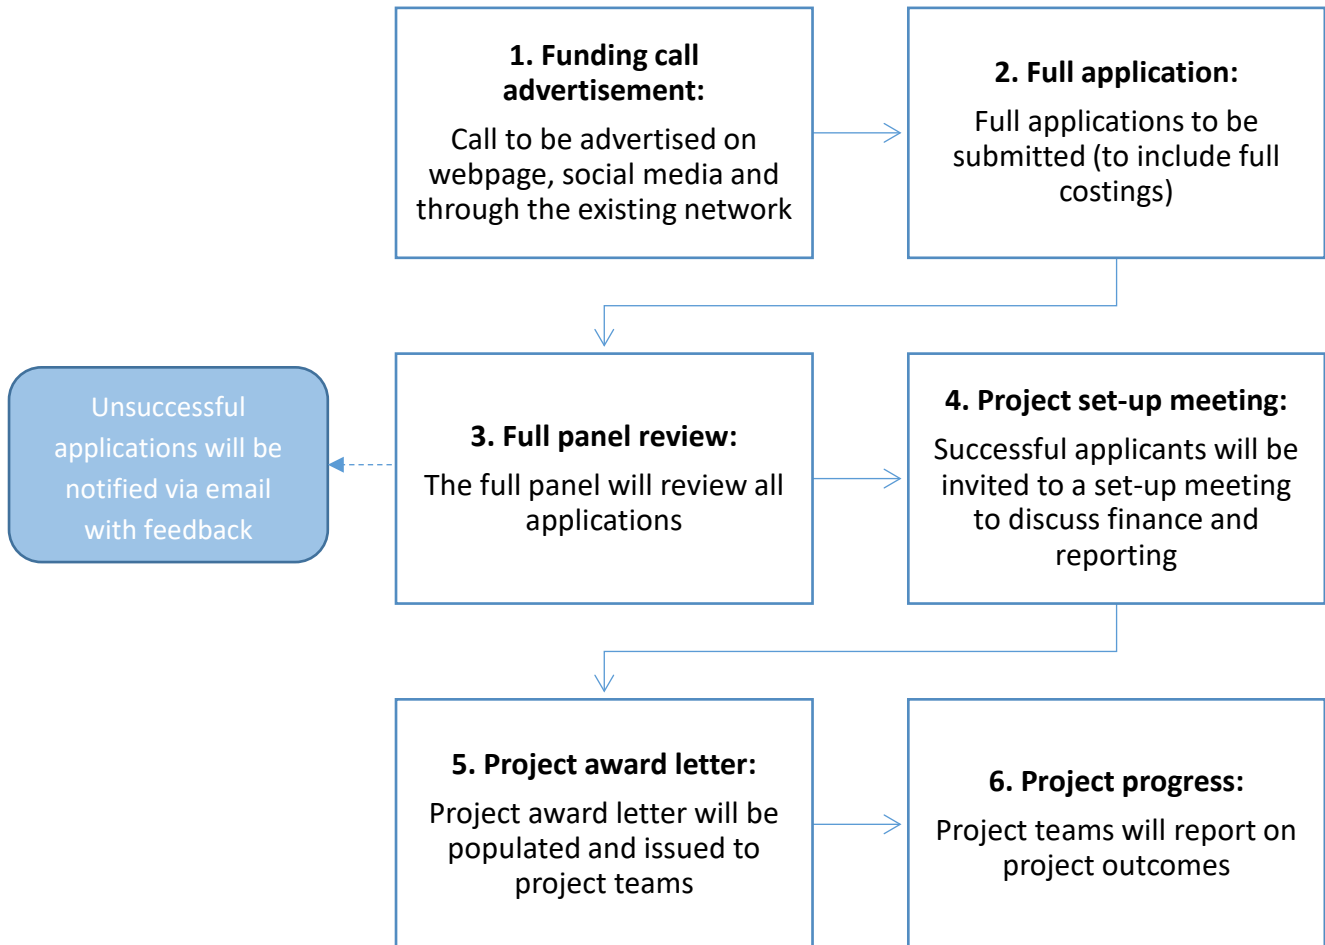 1. Funding call
advertisement:
Call to be advertised on
webpage, social media and
through the existing network
2. Full application:
Full applications to be
submitted (to include full
costings)
Unsuccessful
applications will be
notified via email
with feedback
3. Full panel review:
The full panel will review all
applications
4. Project set-up meeting:
Successful applicants will be
invited to a set-up meeting
to discuss finance and
reporting
5. Project award letter:
Project award letter will be
populated and issued to
project teams
6. Project progress:
Project teams will report on
project outcomes